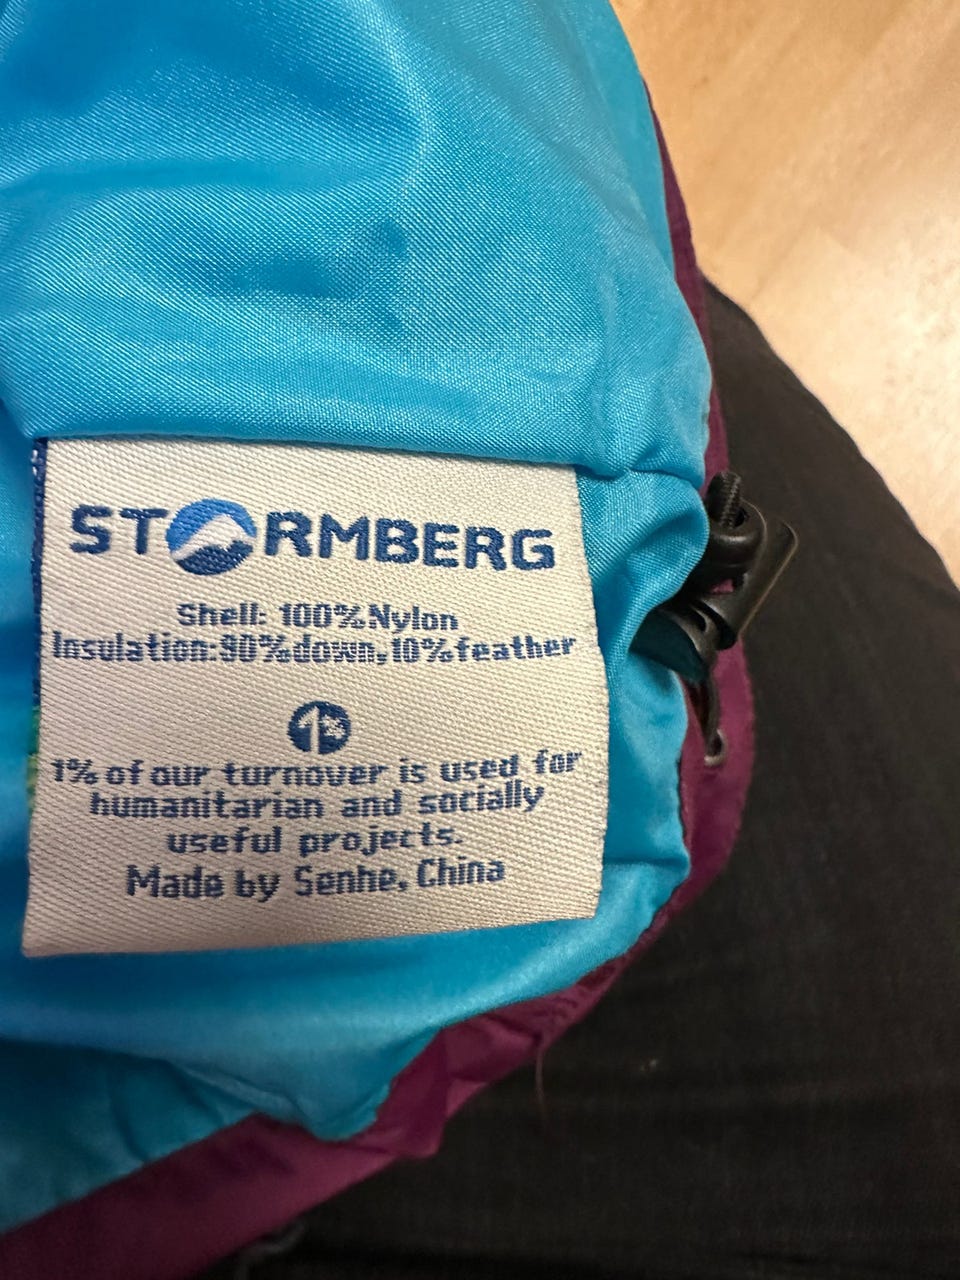 STORMBERG
Shell: 100% Nylon
Insulation: 90% down, 10% feather
1%
1% of our turnover is used for
humanitarian and socially
useful projects.
Made by Senhe, China